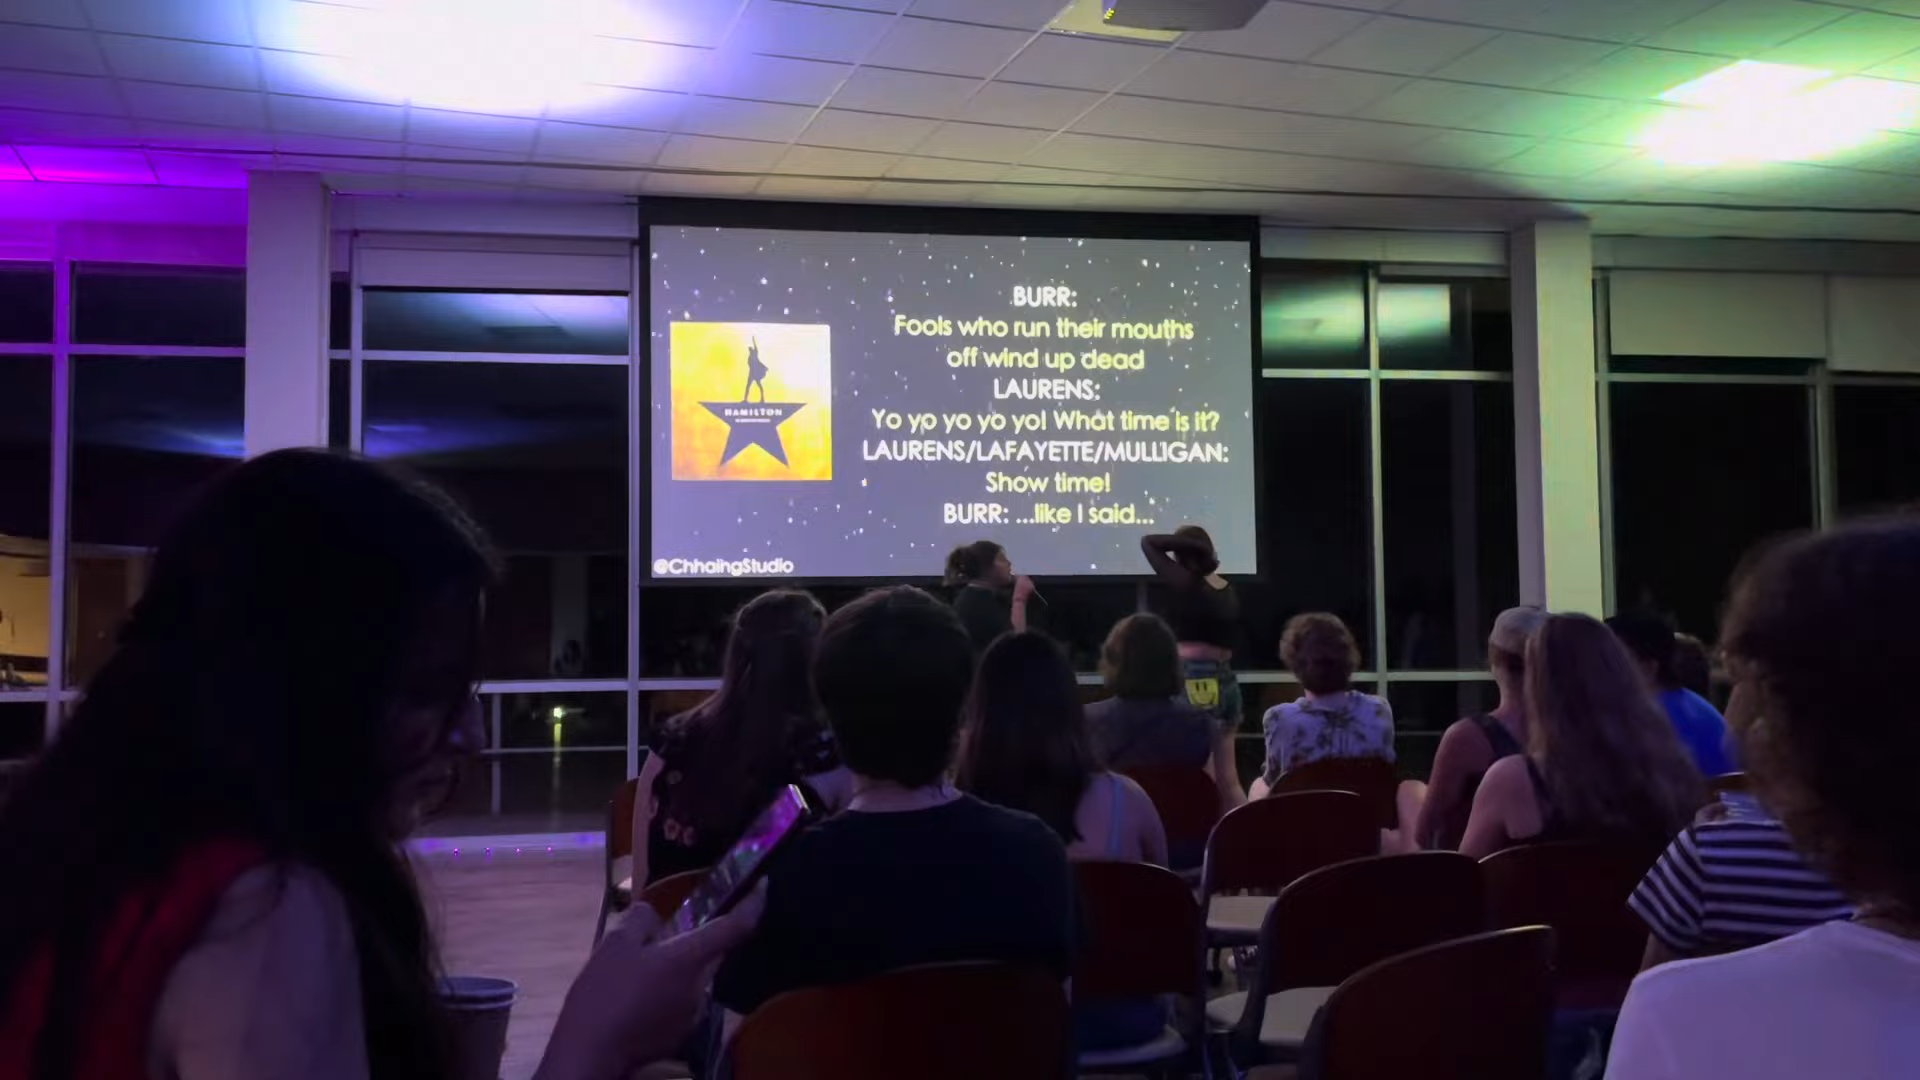 BURR:
Fools who run their mouths
off wind up dead
LAURENS:
Yo yo yo yo yo! What time is it?
LAURENS/LAFAYETTE/MULLIGAN:
Show time!
BURR: ...like I said...
HAMILTON
@ChhaingStudio